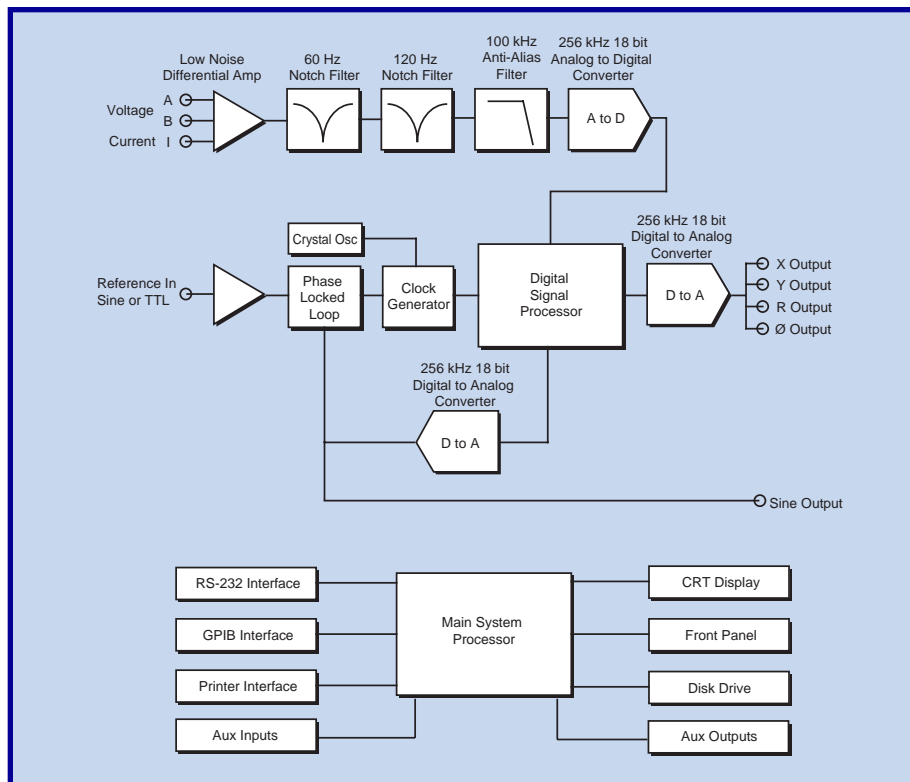 Low Noise
Differential Amp
60 Hz
Notch Filter
120 Hz
Notch Filter
100 kHz
Anti-Alias
Filter
256 kHz 18 bit
Analog to Digital
Converter
Voltage
A
B
Current I
A to D
Crystal Osc
Reference In
Sine or TTL
Phase
Locked
Loop
Clock
Generator
Digital
Signal
Processor
256 kHz 18 bit
Digital to Analog
Converter
D to A
X Output
Y Output
R Output
Ø Output
256 kHz 18 bit
Digital to Analog
Converter
D to A
Sine Output
RS-232 Interface
GPIB Interface
Printer Interface
Aux Inputs
Main System
Processor
CRT Display
Front Panel
Disk Drive
Aux Outputs